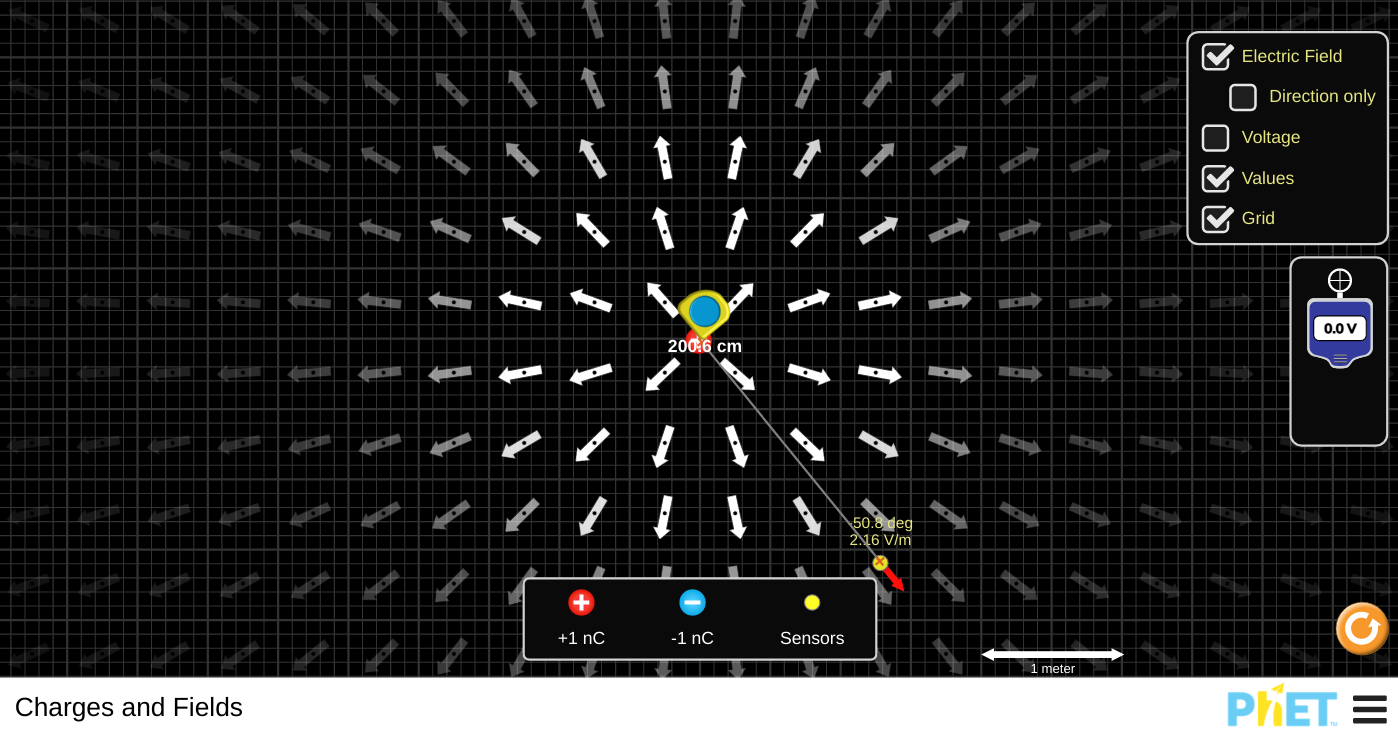 Electric Field
Direction only
Voltage
Values
Grid
0.0 V
200.6 cm
-50.8 deg
2.16 V/m
+1 nC
-1 nC
Sensors
1 meter
Charges and Fields
PhET